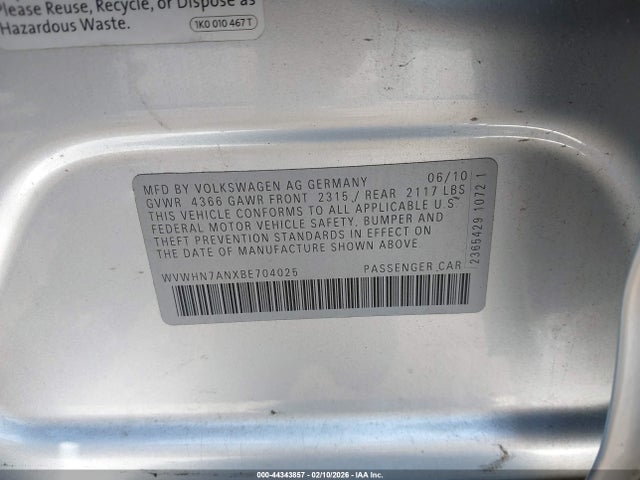 Please Reuse, Recycle, or Dispose as
Hazardous Waste.
1K0 010 467 T
MFD BY VOLKSWAGEN AG GERMANY 06/10
GVWR 4366 GAWR FRONT 2315 / REAR 2117 LBS
THIS VEHICLE CONFORMS TO ALL APPLICABLE U.S
FEDERAL MOTOR VEHICLE SAFETY, BUMPER AND
THEFT PREVENTION STANDARDS IN EFFECT ON
THE DATE OF MANUFACTURE SHOWN ABOVE
WVWHN7ANXBE704025 PASSENGER CAR
2365429 1072 1
000-44343857 - 02/10/2026 - IAA Inc.